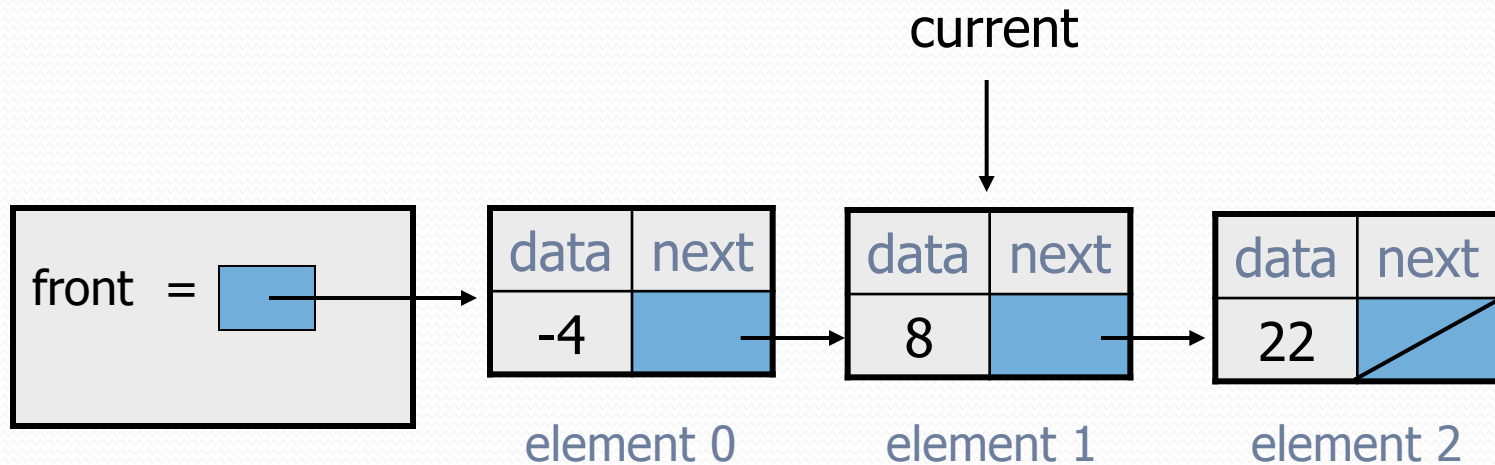 current
front =
data next
-4
element 0
data next
8
element 1
data next
22
element 2